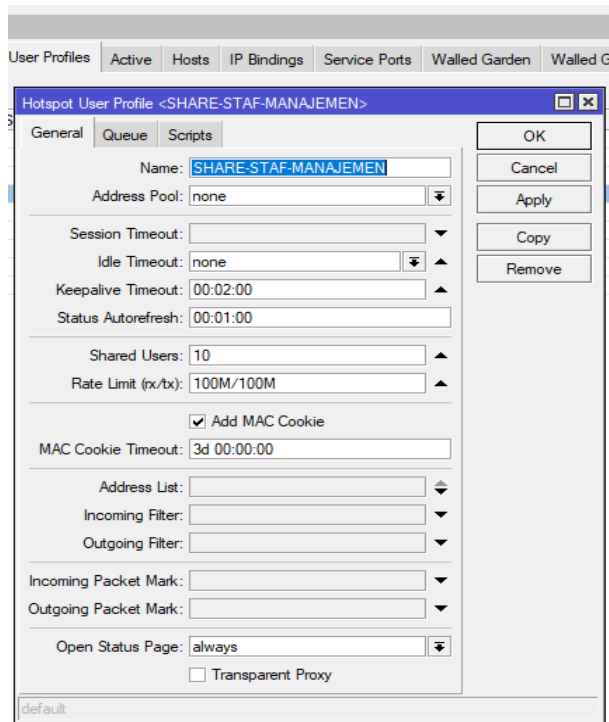 User Profiles Active Hosts IP Bindings Service Ports Walled Garden Walled G
Hotspot User Profile <SHARE-STAF-MANAJEMEN>
General Queue Scripts
OK
Name: SHARE-STAF-MANAJEMEN
Cancel
Address Pool: none
Apply
Session Timeout:
Copy
Idle Timeout: none
Remove
Keepalive Timeout: 00:02:00
Status Autorefresh: 00:01:00
Shared Users: 10
Rate Limit (rx/tx): 100M/100M
Add MAC Cookie
MAC Cookie Timeout: 3d 00:00:00
Address List:
Incoming Filter:
Outgoing Filter:
Incoming Packet Mark:
Outgoing Packet Mark:
Open Status Page: always
Transparent Proxy
default